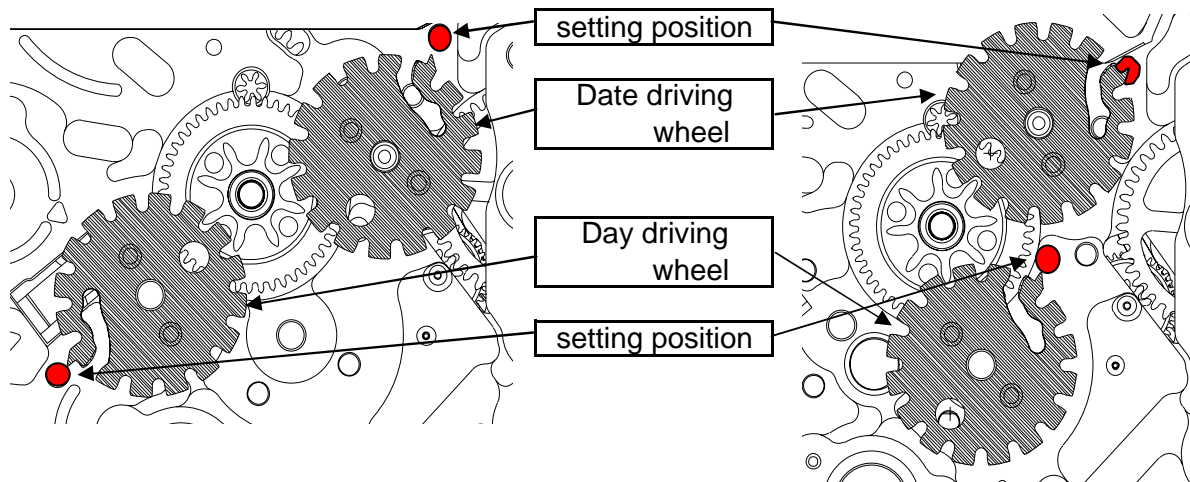 setting position
Date driving
wheel
Day driving
wheel
setting position